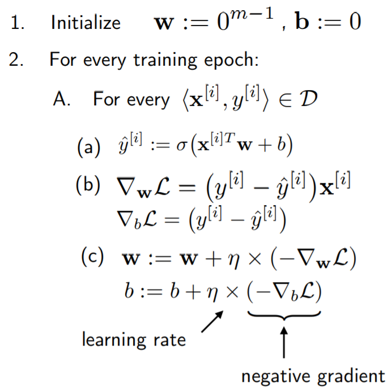 1. Initialize w := 0^{m−1} , b := 0
2. For every training epoch:
A. For every ⟨x^{[i]}, y^{[i]}⟩ ∈ 𝒟
(a) ŷ^{[i]} := σ(x^{[i]T} w + b)
(b) ∇_w ℒ = (y^{[i]} − ŷ^{[i]})x^{[i]}
∇_b ℒ = (y^{[i]} − ŷ^{[i]})
(c) w := w + η × (−∇_w ℒ)
b := b + η × (−∇_b ℒ)
learning rate
negative gradient